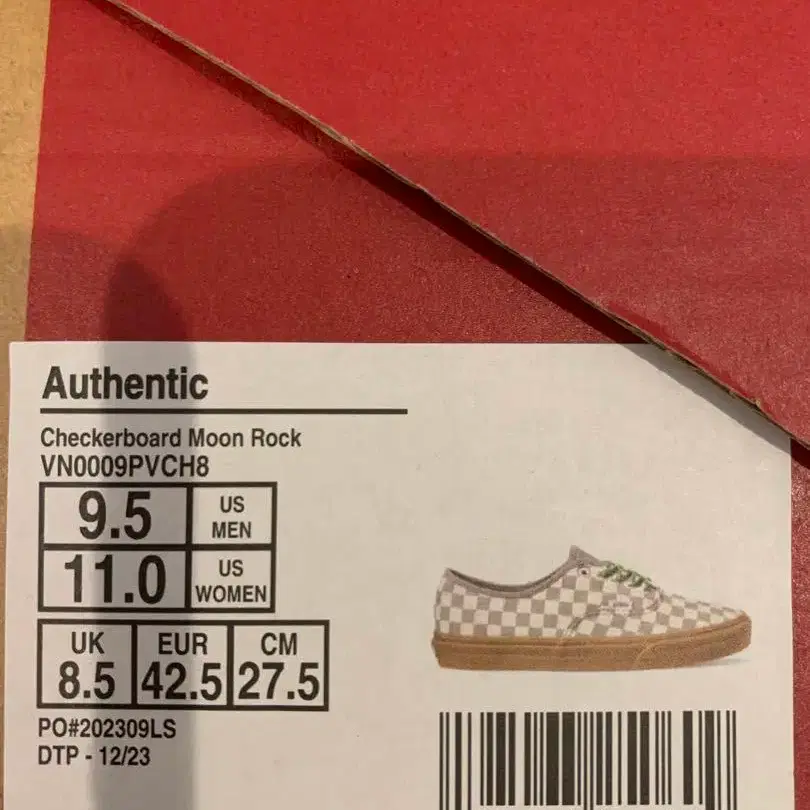 Authentic
Checkerboard Moon Rock
VN0009PVCH8
9.5 US MEN
11.0 US WOMEN
UK EUR CM
8.5 42.5 27.5
PO#202309LS
DTP - 12/23